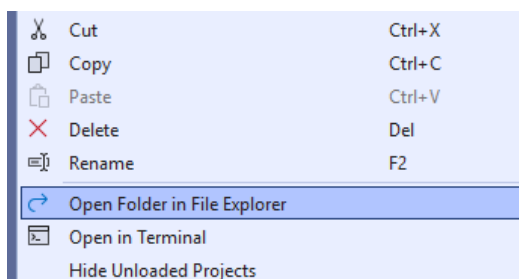 Cut Ctrl+X
Copy Ctrl+C
Paste Ctrl+V
Delete Del
Rename F2
Open Folder in File Explorer
Open in Terminal
Hide Unloaded Projects